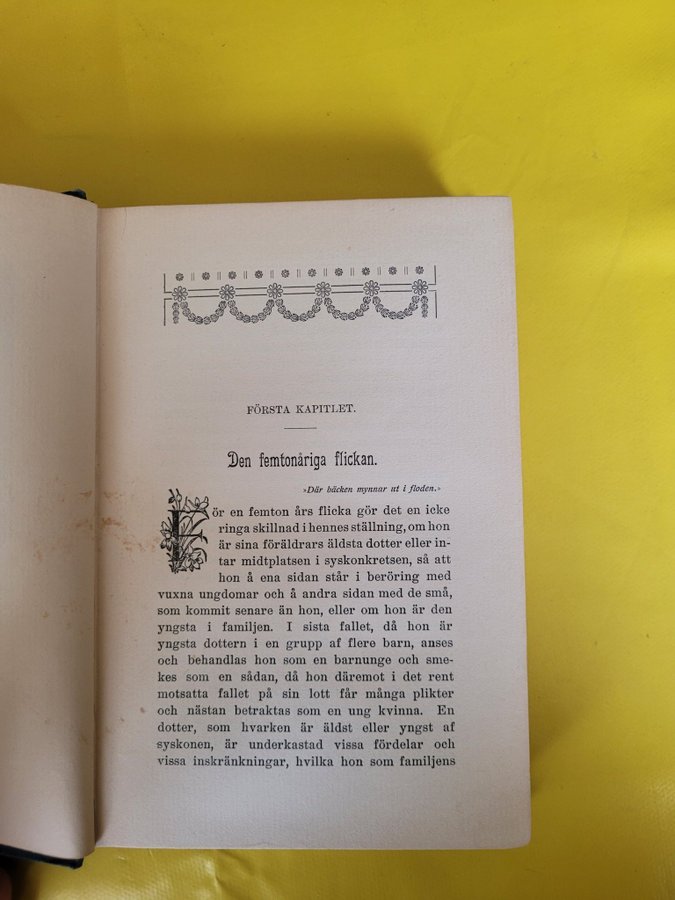 FÖRSTA KAPITLET.
Den femtonåriga flickan.
»Där bäcken mynnar ut i floden.»
För en femton års flicka gör det en icke
ringa skillnad i hennes ställning, om hon
är sina föräldrars äldsta dotter eller in-
tar midtplatsen i syskonkretsen, så att
hon å ena sidan står i beröring med
vuxna ungdomar och å andra sidan med de små,
som kommit senare än hon, eller om hon är den
yngsta i familjen. I sista fallet, då hon är
yngsta dottern i en grupp af flere barn, anses
och behandlas hon som en barnunge och sme-
kes som en sådan, då hon däremot i det rent
motsatta fallet på sin lott får många plikter
och nästan betraktas som en ung kvinna. En
dotter, som hvarken är äldst eller yngst af
syskonen, är underkastad vissa fördelar och
vissa inskränkningar, hvilka hon som familjens